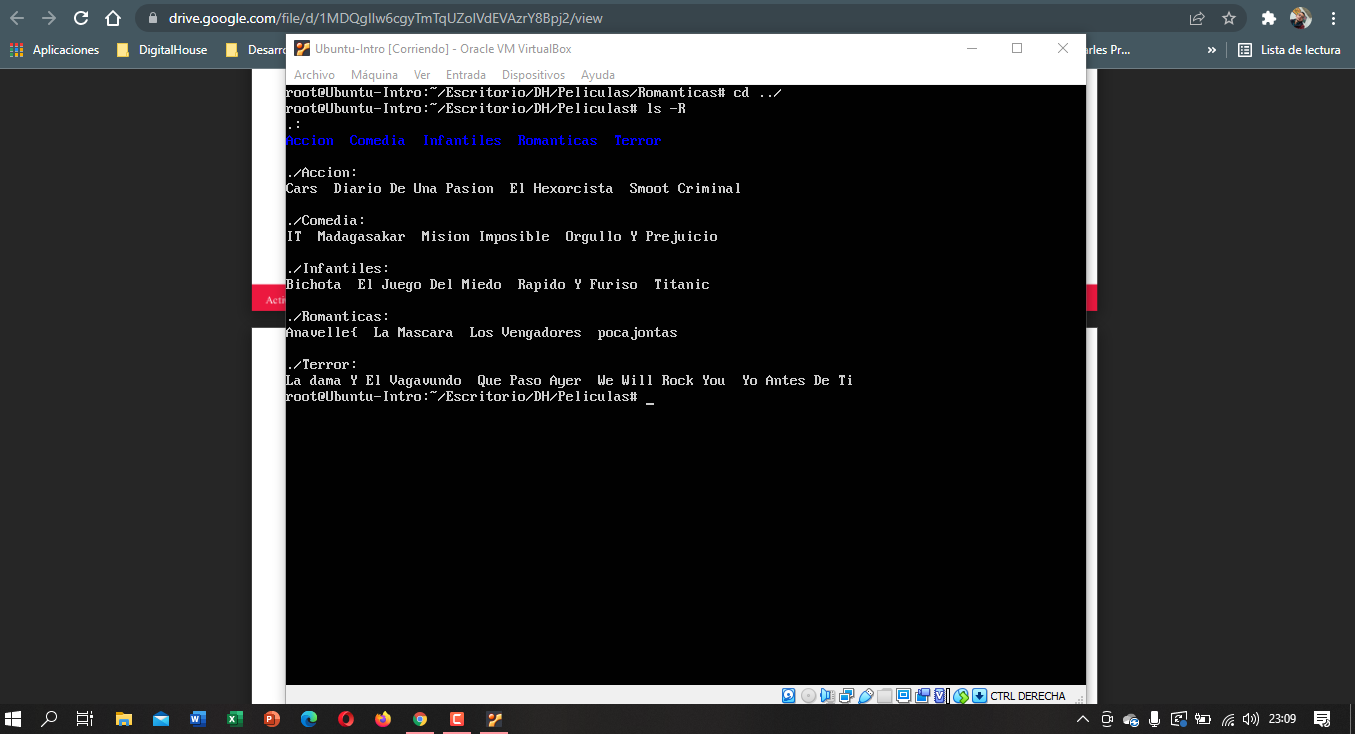 drive.google.com/file/d/1MDQglIw6cgyTmTqUZoIVdEVAzrY8Bpj2/view
Aplicaciones DigitalHouse Desarro arles Pr... » Lista de lectura
Ubuntu-Intro [Corriendo] - Oracle VM VirtualBox
Archivo Máquina Ver Entrada Dispositivos Ayuda
root@Ubuntu-Intro:~/Escritorio/DH/Peliculas/Romanticas# cd ../
root@Ubuntu-Intro:~/Escritorio/DH/Peliculas# ls -R
.:
Accion Comedia Infantiles Romanticas Terror
./Accion:
Cars Diario De Una Pasion El Hexorcista Smoot Criminal
./Comedia:
IT Madagasakar Mision Imposible Orgullo Y Prejuicio
./Infantiles:
Bichota El Juego Del Miedo Rapido Y Furiso Titanic
./Romanticas:
Anavelle{ La Mascara Los Vengadores pocajontas
./Terror:
La dama Y El Vagavundo Que Paso Ayer We Will Rock You Yo Antes De Ti
root@Ubuntu-Intro:~/Escritorio/DH/Peliculas# _
Acti
CTRL DERECHA
23:09